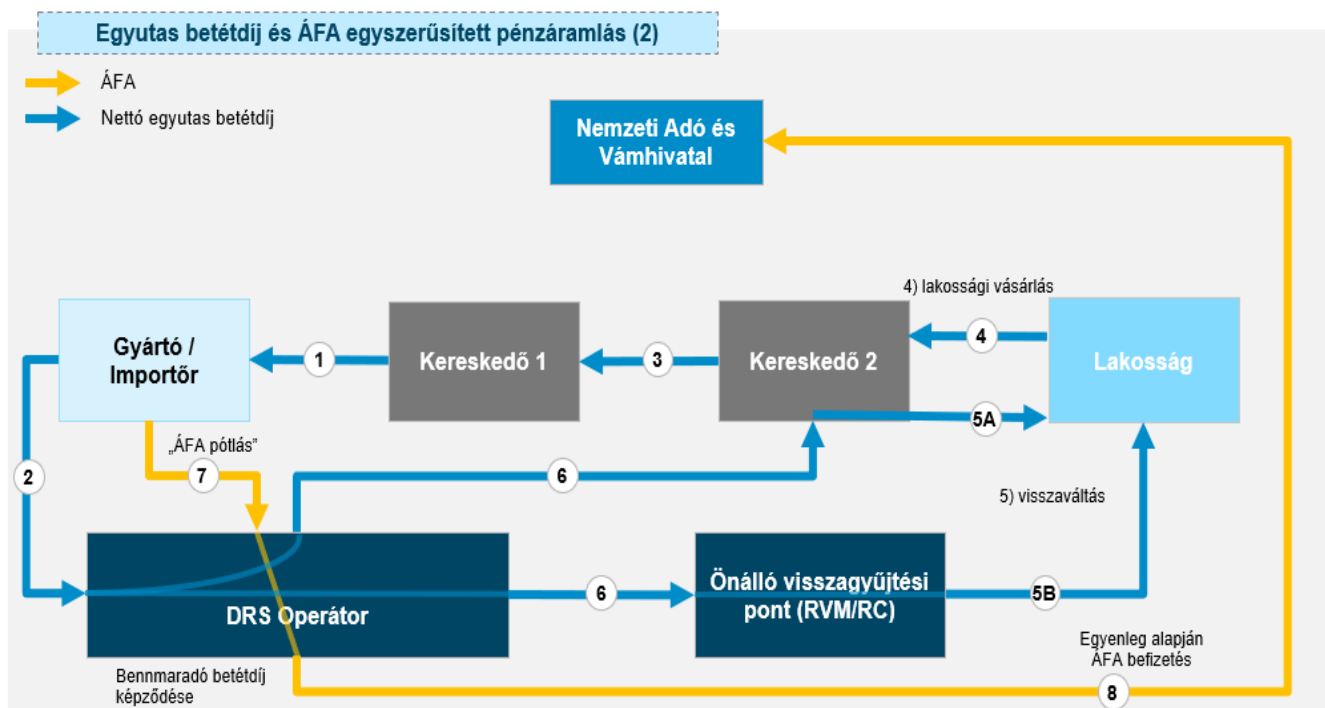 Egyutas betétdíj és ÁFA egyszerűsített pénzáramlás (2)
ÁFA
Nettó egyutas betétdíj
Nemzeti Adó és
Vámhivatal
4) lakossági vásárlás
Gyártó /
Importőr
1
Kereskedő 1
3
Kereskedő 2
4
Lakosság
5A
„ÁFA pótlás”
2
7
6
5) visszaváltás
DRS Operátor
6
Önálló visszagyűjtési
pont (RVM/RC)
5B
Bennmaradó betétdíj
képződése
Egyenleg alapján
ÁFA befizetés
8